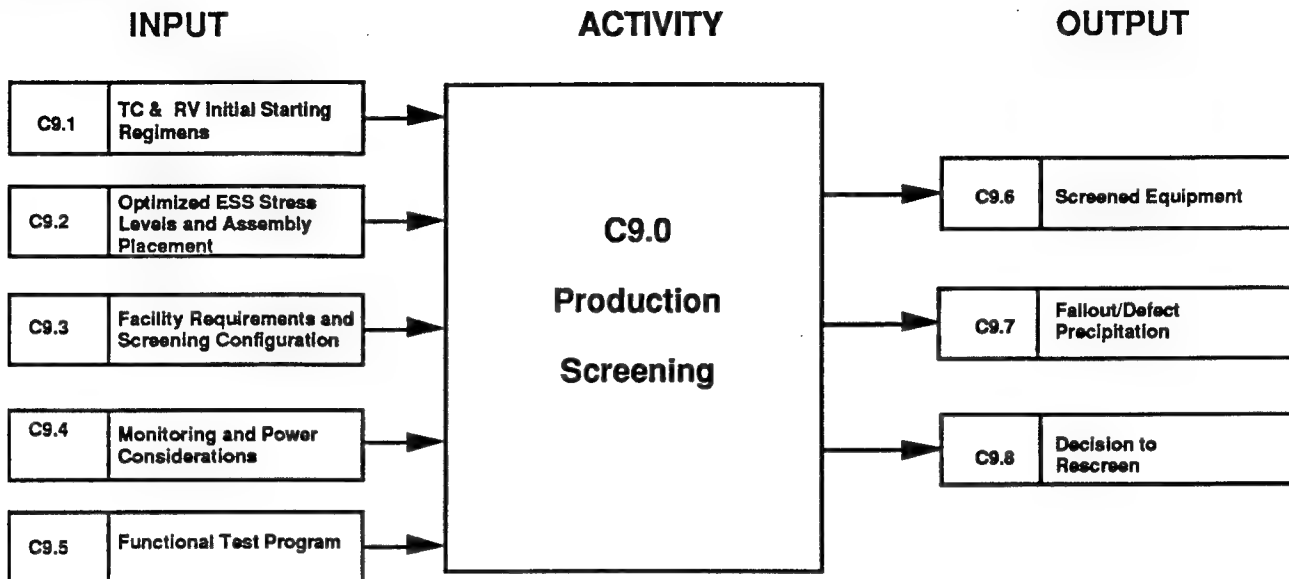 INPUT
ACTIVITY
OUTPUT
C9.1
TC & RV Initial Starting
Regimens
C9.2
Optimized ESS Stress
Levels and Assembly
Placement
C9.3
Facility Requirements and
Screening Configuration
C9.4
Monitoring and Power
Considerations
C9.5
Functional Test Program
C9.0
Production
Screening
C9.6
Screened Equipment
C9.7
Fallout/Defect
Precipitation
C9.8
Decision to
Rescreen